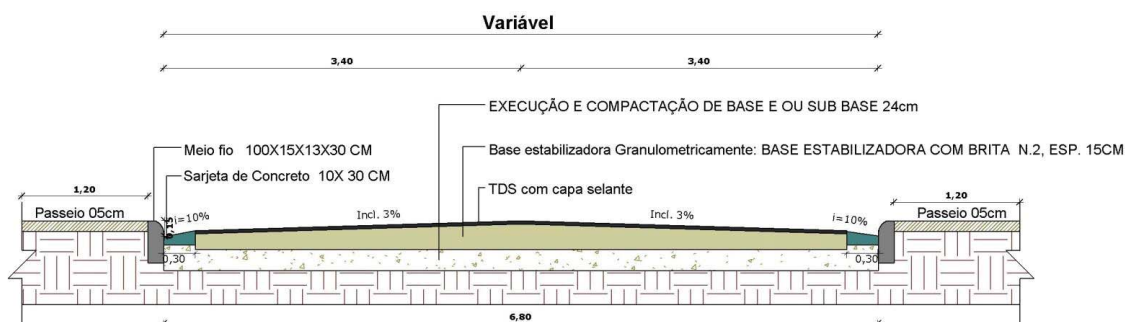 Variável
3,40 3,40
EXECUÇÃO E COMPACTAÇÃO DE BASE E OU SUB BASE 24cm
Meio fio 100X15X13X30 CM
Base estabilizadora Granulometricamente: BASE ESTABILIZADORA COM BRITA N.2, ESP. 15CM
Sarjeta de Concreto 10X 30 CM
TDS com capa selante
1,20 1,20
Passeio 05cm i=10% Incl. 3% Incl. 3% i=10% Passeio 05cm
0,15
0,30 0,30
6,80